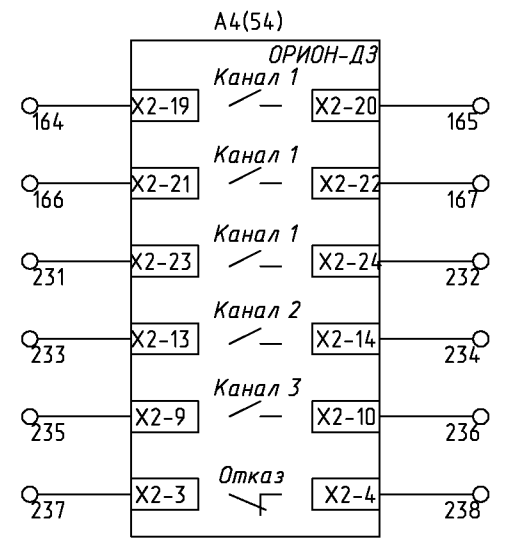 А4(54)
ОРИОН-ДЗ
Канал 1
164 X2-19 X2-20 165
Канал 1
166 X2-21 X2-22 167
Канал 1
231 X2-23 X2-24 232
Канал 2
233 X2-13 X2-14 234
Канал 3
235 X2-9 X2-10 236
Отказ
237 X2-3 X2-4 238